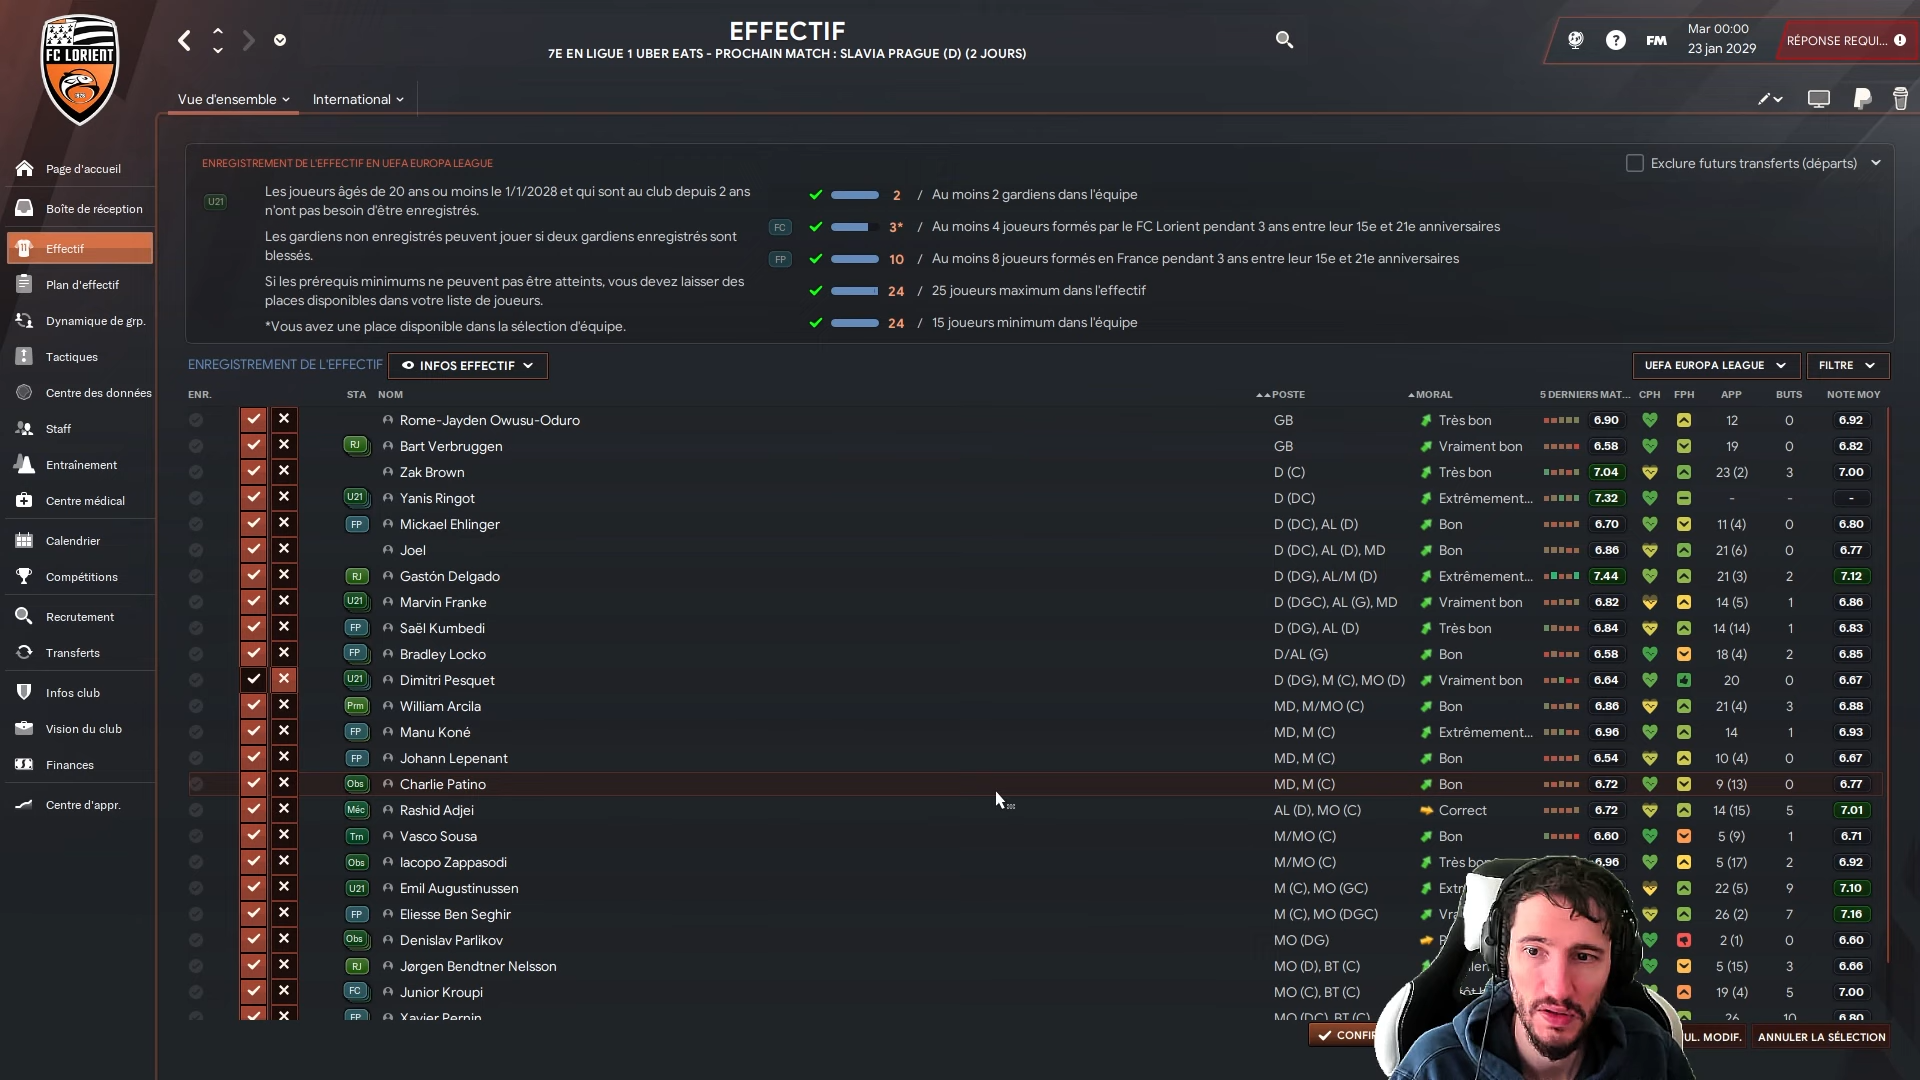 FC LORIENT
EFFECTIF
7E EN LIGUE 1 UBER EATS - PROCHAIN MATCH : SLAVIA PRAGUE (D) (2 JOURS)
FM
Mar 00:00
23 jan 2029
RÉPONSE REQUI...
Vue d'ensemble
International
Page d'accueil
Boîte de réception
Effectif
Plan d'effectif
Dynamique de grp.
Tactiques
Centre des données
Staff
Entraînement
Centre médical
Calendrier
Compétitions
Recrutement
Transferts
Infos club
Vision du club
Finances
Centre d'appr.
ENREGISTREMENT DE L'EFFECTIF EN UEFA EUROPA LEAGUE
Exclure futurs transferts (départs)
U21
Les joueurs âgés de 20 ans ou moins le 1/1/2028 et qui sont au club depuis 2 ans
n'ont pas besoin d'être enregistrés.
Les gardiens non enregistrés peuvent jouer si deux gardiens enregistrés sont
blessés.
Si les prérequis minimums ne peuvent pas être atteints, vous devez laisser des
places disponibles dans votre liste de joueurs.
*Vous avez une place disponible dans la sélection d'équipe.
2 / Au moins 2 gardiens dans l'équipe
FC 3* / Au moins 4 joueurs formés par le FC Lorient pendant 3 ans entre leur 15e et 21e anniversaires
FP 10 / Au moins 8 joueurs formés en France pendant 3 ans entre leur 15e et 21e anniversaires
24 / 25 joueurs maximum dans l'effectif
24 / 15 joueurs minimum dans l'équipe
ENREGISTREMENT DE L'EFFECTIF INFOS EFFECTIF UEFA EUROPA LEAGUE FILTRE
ENR. STA NOM POSTE MORAL 5 DERNIERS MAT... CPH FPH APP BUTS NOTE MOY
Rome-Jayden Owusu-Oduro GB Très bon 6.90 12 0 6.92
RJ Bart Verbruggen GB Vraiment bon 6.58 19 0 6.82
Zak Brown D (C) Très bon 7.04 23 (2) 3 7.00
U21 Yanis Ringot D (DC) Extrêmement... 7.32 - - -
FP Mickael Ehlinger D (DC), AL (D) Bon 6.70 11 (4) 0 6.80
Joel D (DC), AL (D), MD Bon 6.86 21 (6) 0 6.77
RJ Gastón Delgado D (DG), AL/M (D) Extrêmement... 7.44 21 (3) 2 7.12
U21 Marvin Franke D (DGC), AL (G), MD Vraiment bon 6.82 14 (5) 1 6.86
FP Saël Kumbedi D (DG), AL (D) Très bon 6.84 14 (14) 1 6.83
FP Bradley Locko D/AL (G) Bon 6.58 18 (4) 2 6.85
U21 Dimitri Pesquet D (DG), M (C), MO (D) Vraiment bon 6.64 20 0 6.67
Prm William Arcila MD, M/MO (C) Bon 6.86 21 (4) 3 6.88
FP Manu Koné MD, M (C) Extrêmement... 6.96 14 1 6.93
FP Johann Lepenant MD, M (C) Bon 6.54 10 (4) 0 6.67
Obs Charlie Patino MD, M (C) Bon 6.72 9 (13) 0 6.77
Méc Rashid Adjei AL (D), MO (C) Correct 6.72 14 (15) 5 7.01
Trn Vasco Sousa M/MO (C) Bon 6.60 5 (9) 1 6.71
Obs Iacopo Zappasodi M/MO (C) Très bon 6.96 5 (17) 2 6.92
U21 Emil Augustinussen M (C), MO (GC) 22 (5) 9 7.10
FP Eliesse Ben Seghir M (C), MO (DGC) 26 (2) 7 7.16
Obs Denislav Parlikov MO (DG) 2 (1) 0 6.60
RJ Jørgen Bendtner Nelsson MO (D), BT (C) 5 (15) 3 6.66
FC Junior Kroupi MO (C), BT (C) 19 (4) 5 7.00
FP Xavier Pernin MO (DC), BT (C) 26 10 6.80
MODIF. ANNULER LA SÉLECTION